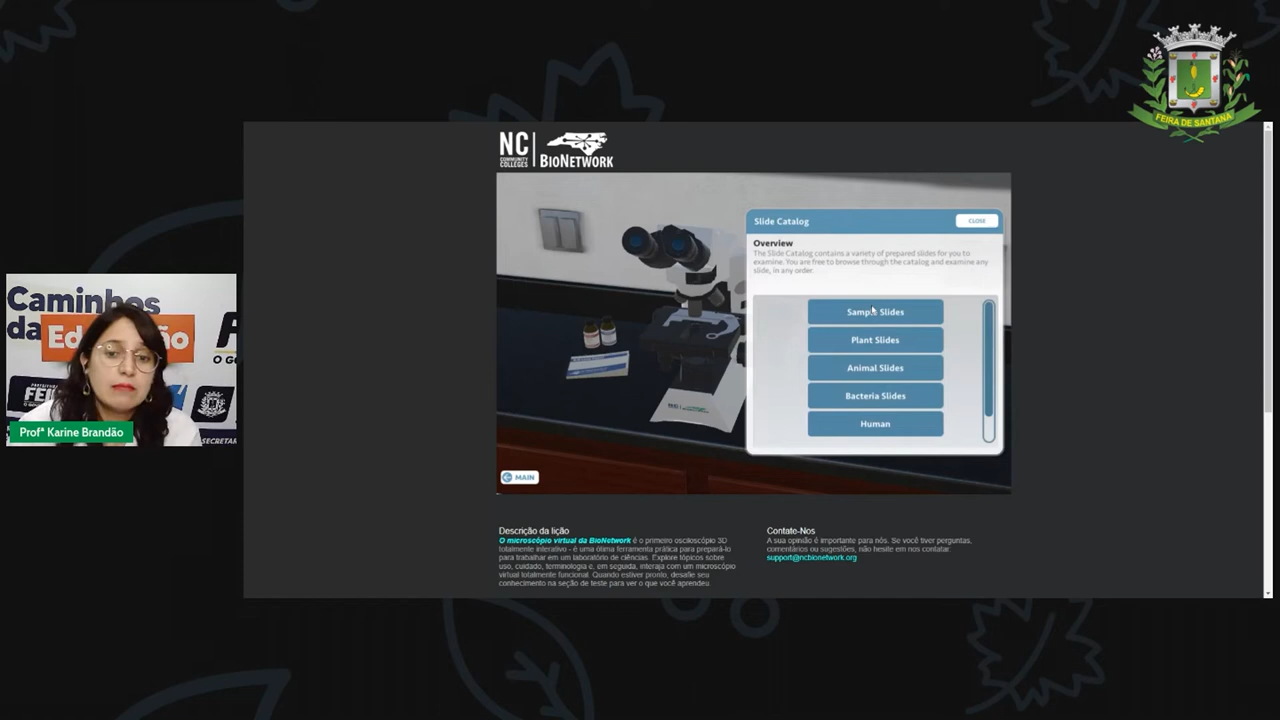 FEIRA DE SANTANA
NC
COMMUNITY
COLLEGES
BIONETWORK
Slide Catalog
CLOSE
Overview
The Slide Catalog contains a variety of prepared slides for you to
examine. You are free to browse through the catalog and examine any
slide, in any order.
Sample Slides
Plant Slides
Animal Slides
Bacteria Slides
Human
MAIN
Caminhos
da
Educação
Profª Karine Brandão
Descrição da lição
O microscópio virtual da BioNetwork é o primeiro osciloscópio 3D
totalmente interativo - é uma ótima ferramenta prática para prepará-lo
para trabalhar em um laboratório de ciências. Explore tópicos sobre
uso, cuidado, terminologia e, em seguida, interaja com um microscópio
virtual totalmente funcional. Quando estiver pronto, desafie seu
conhecimento na seção de teste para ver o que você aprendeu.
Contate-Nos
A sua opinião é importante para nós. Se você tiver perguntas,
comentários ou sugestões, não hesite em nos contatar.
support@ncbionetwork.org